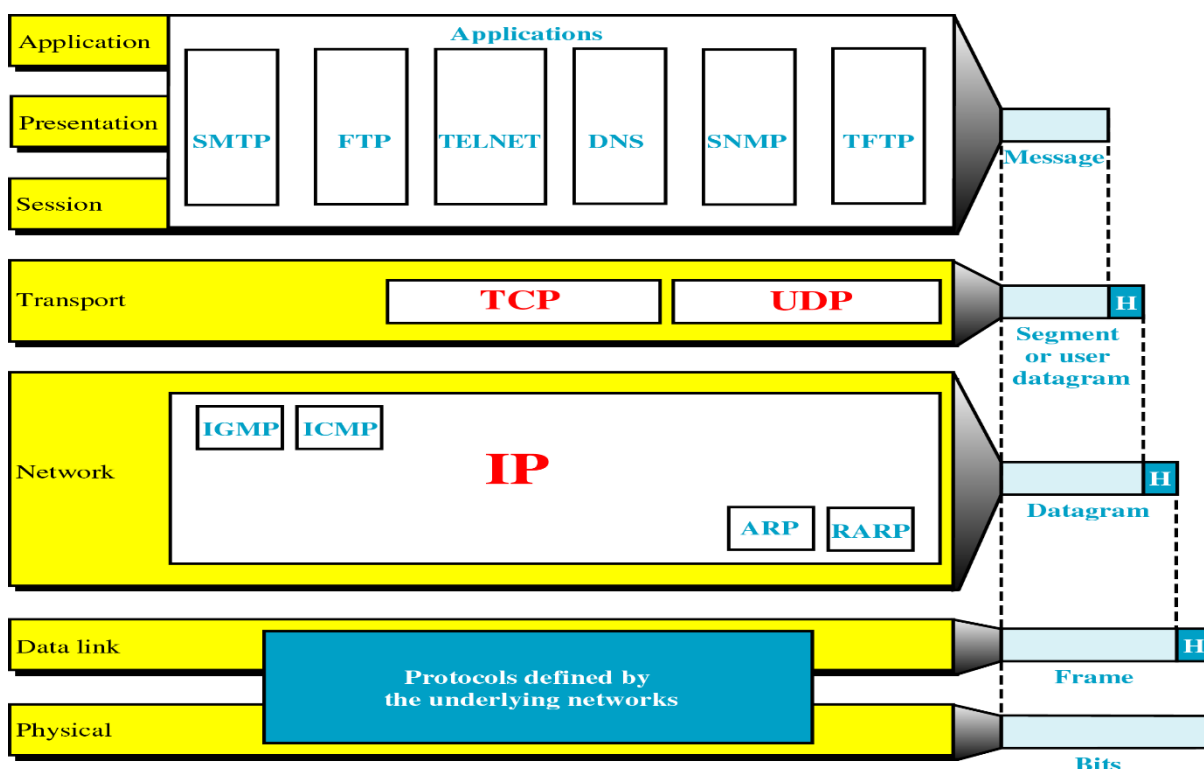 Application
Applications
Presentation
SMTP
FTP
TELNET
DNS
SNMP
TFTP
Message
Session
Transport
TCP
UDP
H
Segment
or user
datagram
IGMP
ICMP
Network
IP
H
Datagram
ARP
RARP
Data link
H
Frame
Protocols defined by
the underlying networks
Physical
Bits